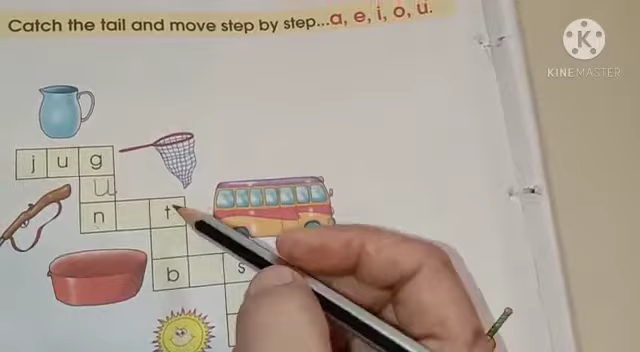 Catch the tail and move step by step...a, e, i, o, u.
KINEMASTER
j u g
u
n t
b s